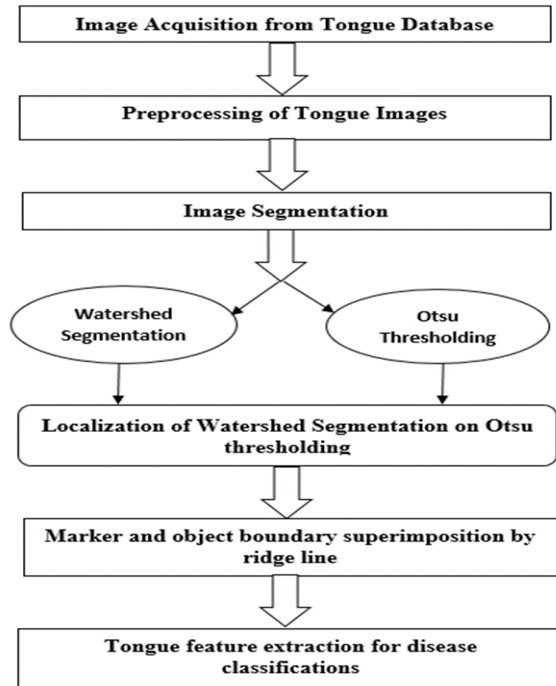 Image Acquisition from Tongue Database
Preprocessing of Tongue Images
Image Segmentation
Watershed
Segmentation
Otsu
Thresholding
Localization of Watershed Segmentation on Otsu
thresholding
Marker and object boundary superimposition by
ridge line
Tongue feature extraction for disease
classifications